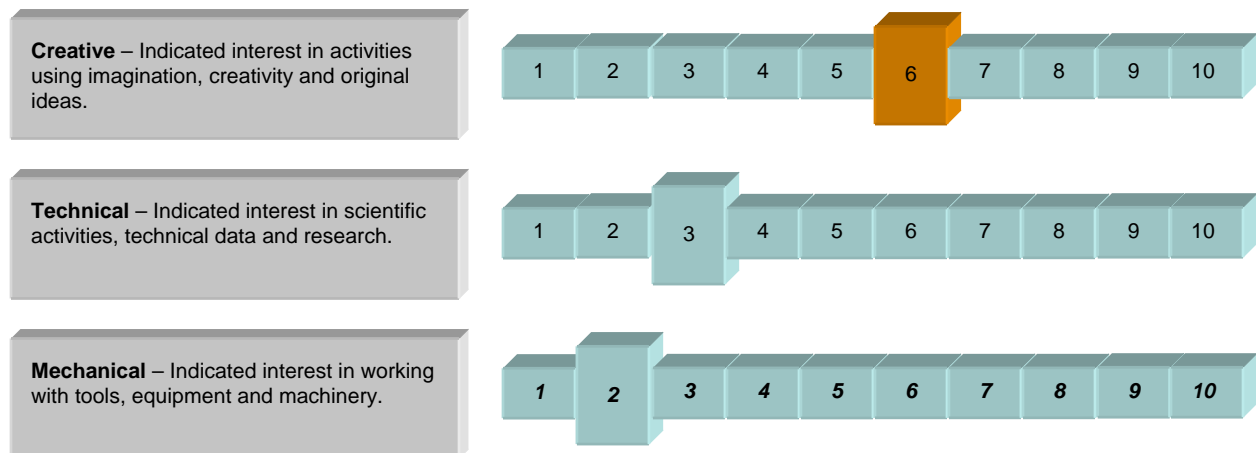 Creative – Indicated interest in activities
using imagination, creativity and original
ideas.
1 2 3 4 5 6 7 8 9 10
Technical – Indicated interest in scientific
activities, technical data and research.
1 2 3 4 5 6 7 8 9 10
Mechanical – Indicated interest in working
with tools, equipment and machinery.
1 2 3 4 5 6 7 8 9 10